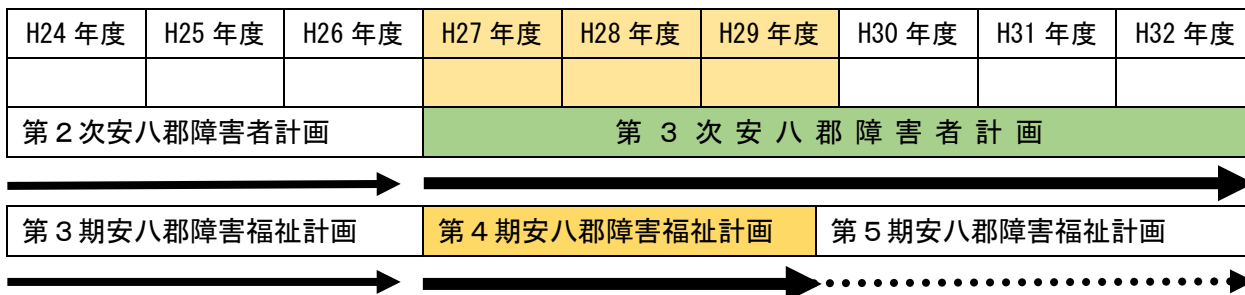 H24 年度 H25 年度 H26 年度 H27 年度 H28 年度 H29 年度 H30 年度 H31 年度 H32 年度
第２次安八郡障害者計画 第 ３ 次 安 八 郡 障 害 者 計 画
第３期安八郡障害福祉計画 第４期安八郡障害福祉計画 第５期安八郡障害福祉計画